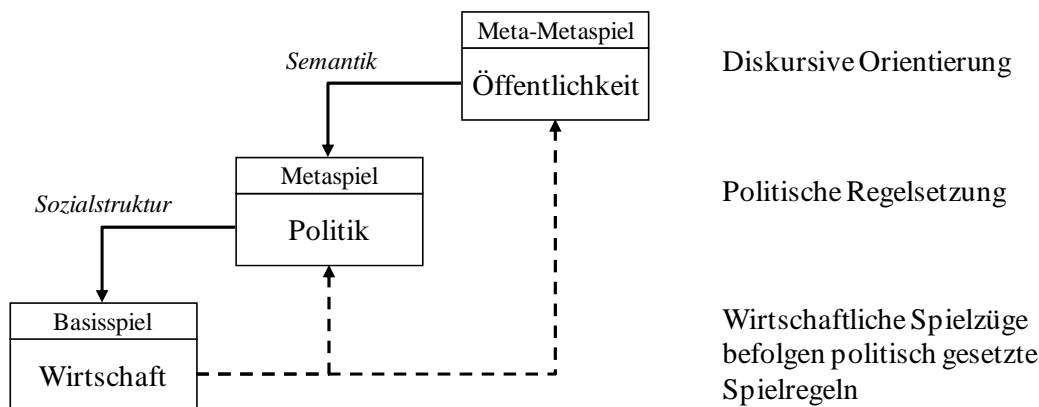 Meta-Metaspiel
Semantik
Öffentlichkeit
Diskursive Orientierung
Metaspiel
Sozialstruktur
Politik
Politische Regelsetzung
Basisspiel
Wirtschaft
Wirtschaftliche Spielzüge
befolgen politisch gesetzte
Spielregeln